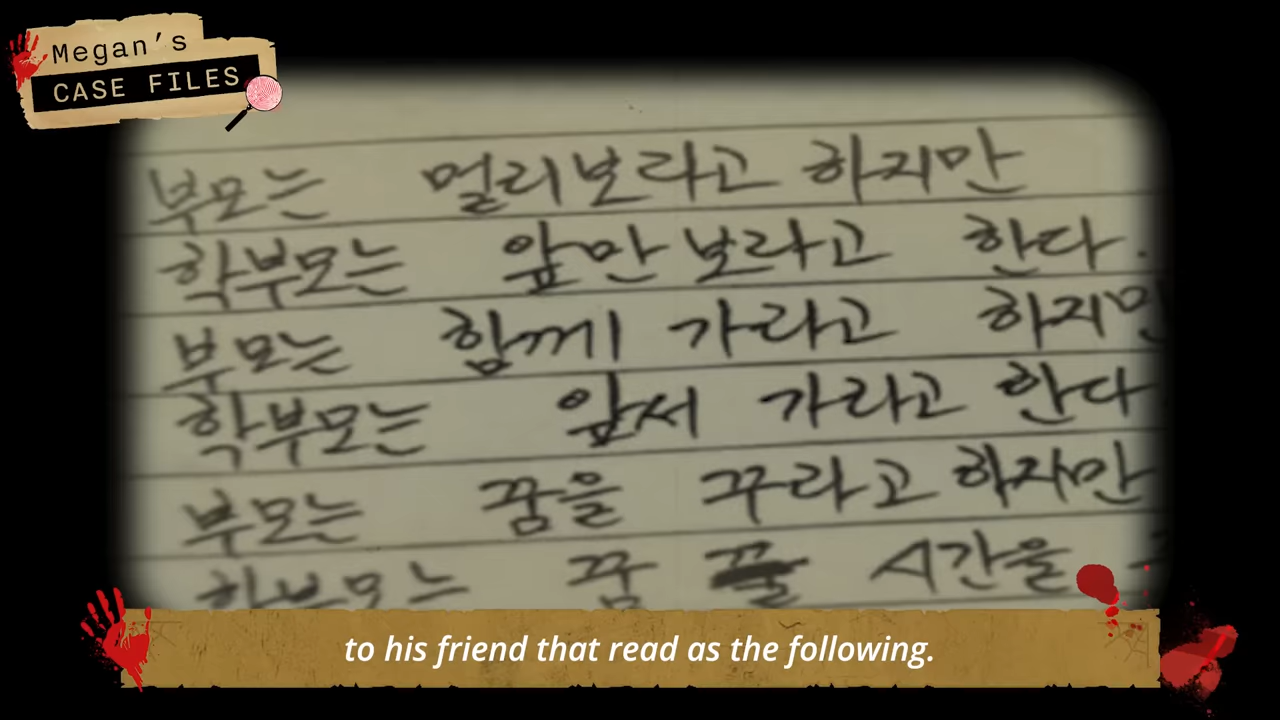 Megan's
CASE FILES
부모는 멀리보라고 하지만
학부모는 앞만 보라고 한다.
부모는 함께 가라고 하지만
학부모는 앞서 가라고 한다
부모는 꿈을 꾸라고 하지만
학부모는 꿈 꿀 시간을
to his friend that read as the following.